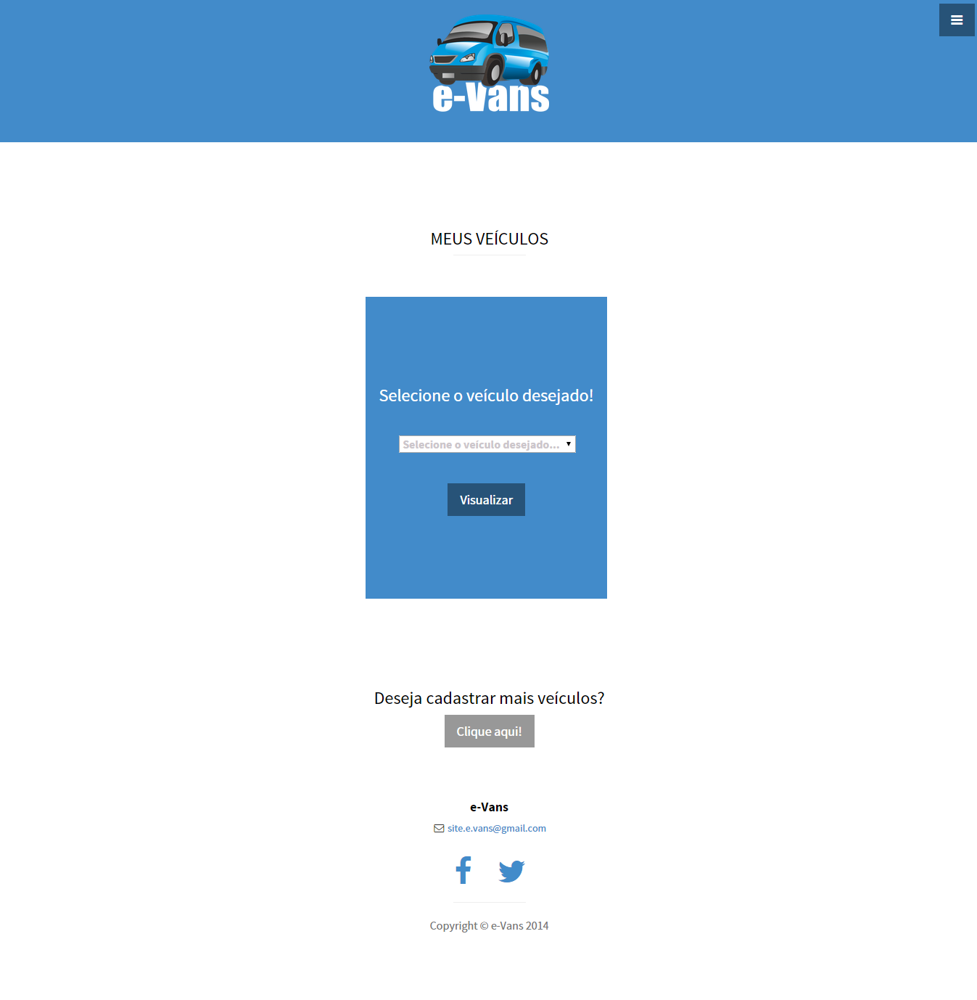 e-Vans
MEUS VEÍCULOS
Selecione o veículo desejado!
Selecione o veículo desejado...
Visualizar
Deseja cadastrar mais veículos?
Clique aqui!
e-Vans
site.e.vans@gmail.com
Copyright © e-Vans 2014